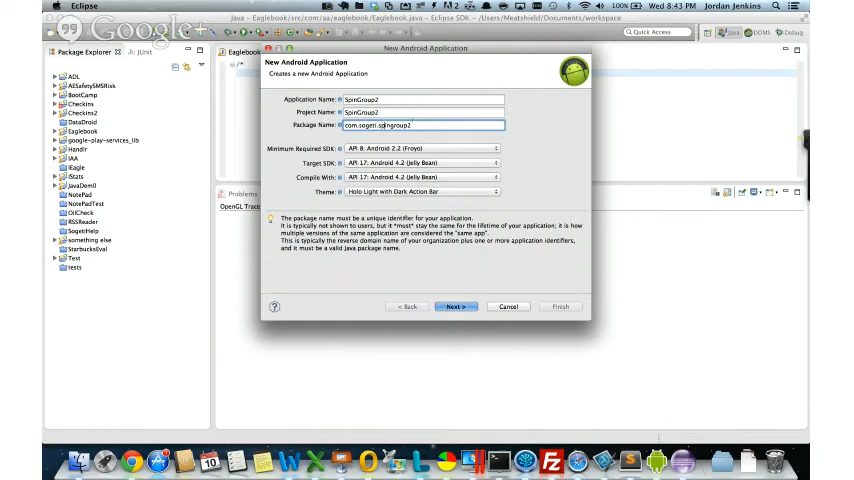 Eclipse
100%
Wed 8:43 PM Jordan Jenkins
Java - Eaglebook/src/com/aa/eaglebook/Eaglebook.java - Eclipse SDK - /Users/Meatshield/Documents/workspace
Google+
Quick Access
Java
DDMS
Debug
Package Explorer
JUnit
Eaglebook
/*
ADL
AESafetySMSRisk
BootCamp
Checkins
Checkins2
DataDroid
Eaglebook
google-play-services_lib
Handlr
IAA
IEagle
iStats
JavaDem0
NotePad
NotePadTest
OilCheck
RSSReader
SogetiHelp
something else
StarbucksEval
Test
tests
New Android Application
New Android Application
Creates a new Android Application
Application Name: SpinGroup2
Project Name: SpinGroup2
Package Name: com.sogeti.spingroup2
Minimum Required SDK: API 8: Android 2.2 (Froyo)
Target SDK: API 17: Android 4.2 (Jelly Bean)
Compile With: API 17: Android 4.2 (Jelly Bean)
Theme: Holo Light with Dark Action Bar
The package name must be a unique identifier for your application.
It is typically not shown to users, but it *must* stay the same for the lifetime of your application; it is how
multiple versions of the same application are considered the "same app".
This is typically the reverse domain name of your organization plus one or more application identifiers,
and it must be a valid Java package name.
< Back
Next >
Cancel
Finish
Problems
OpenGL Trace